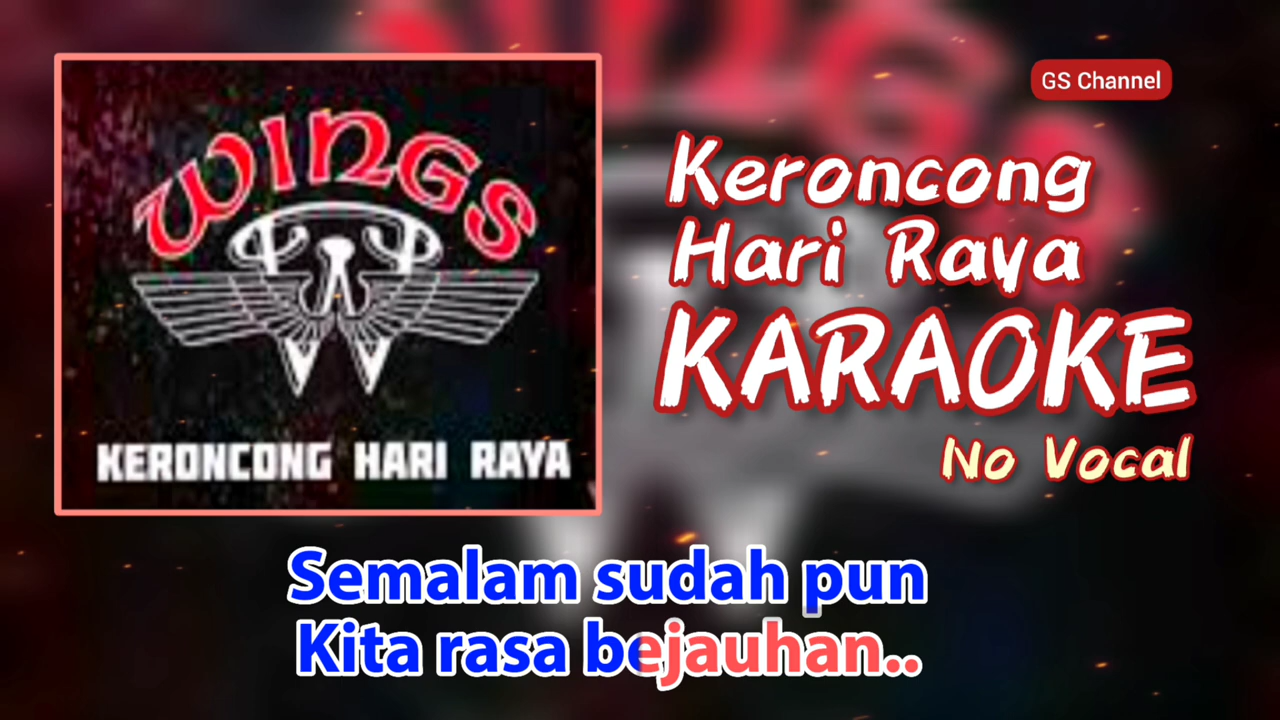 WINGS
KERONCONG HARI RAYA
GS Channel
Keroncong
Hari Raya
KARAOKE
No Vocal
Semalam sudah pun
Kita rasa bejauhan..